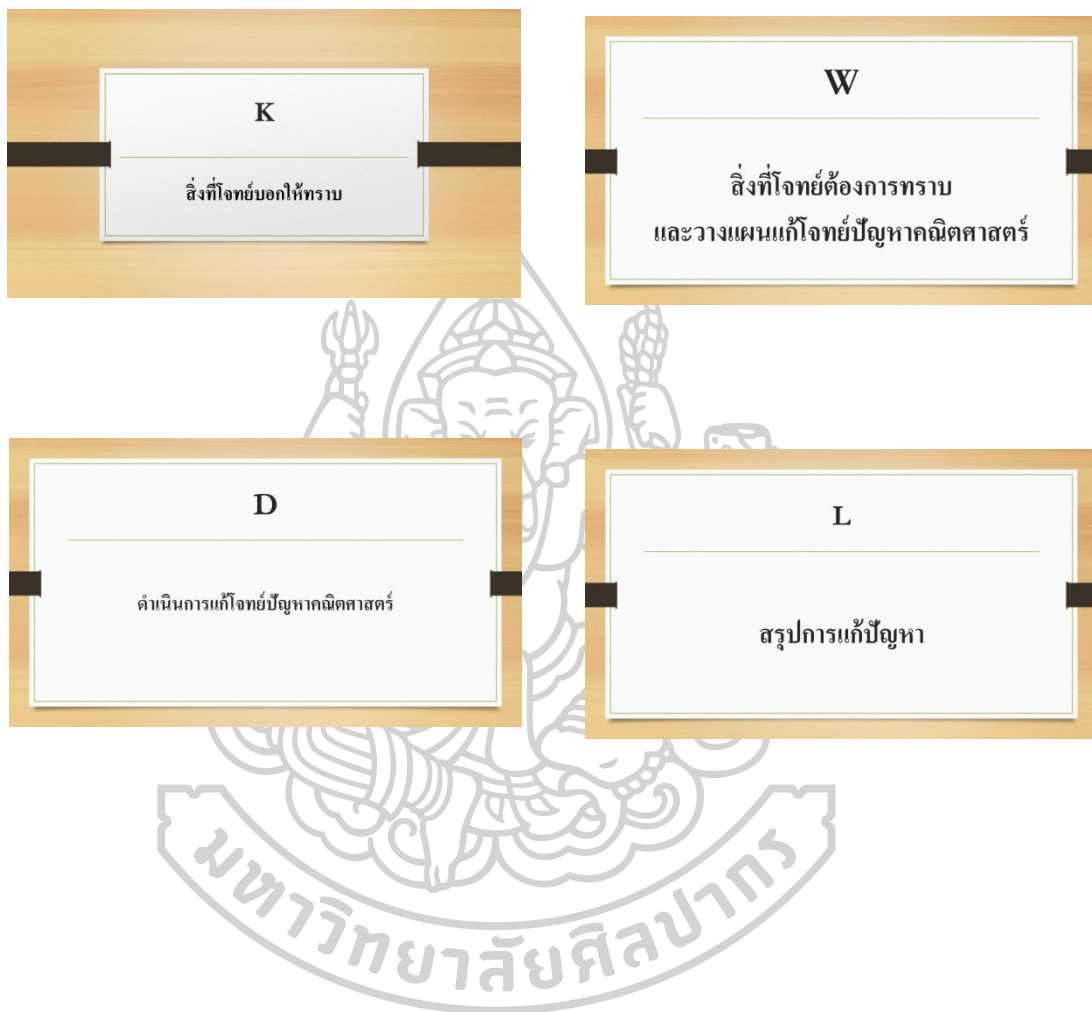 K
สิ่งที่โจทย์บอกให้ทราบ
W
สิ่งที่โจทย์ต้องการทราบ
และวางแผนแก้โจทย์ปัญหาคณิตศาสตร์
D
ดำเนินการแก้โจทย์ปัญหาคณิตศาสตร์
L
สรุปการแก้ปัญหา
มหาวิทยาลัยศิลปากร